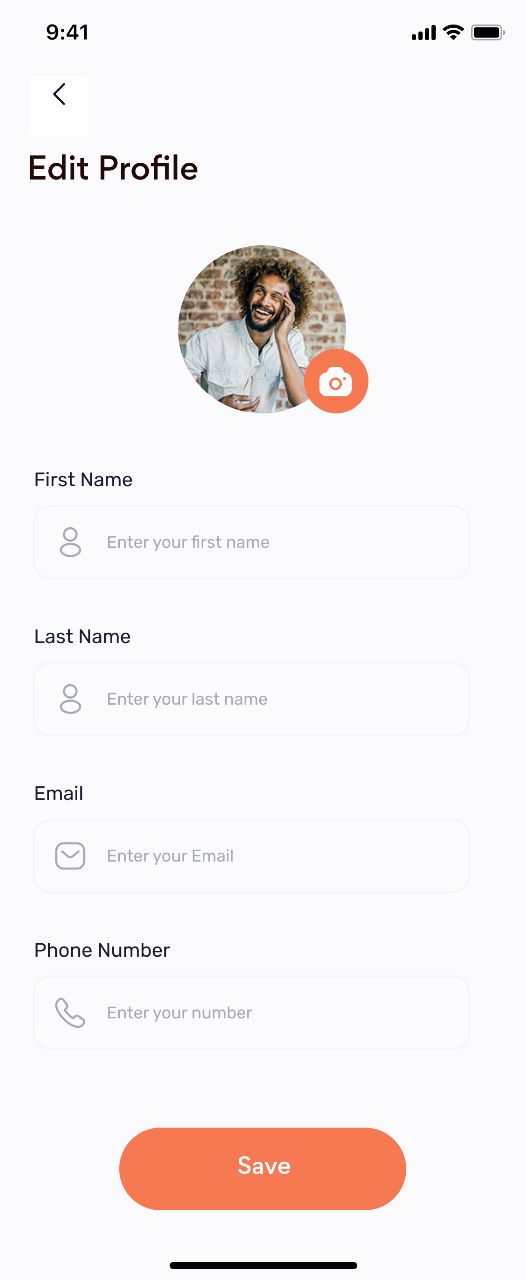 9:41
Edit Profile
First Name
Enter your first name
Last Name
Enter your last name
Email
Enter your Email
Phone Number
Enter your number
Save